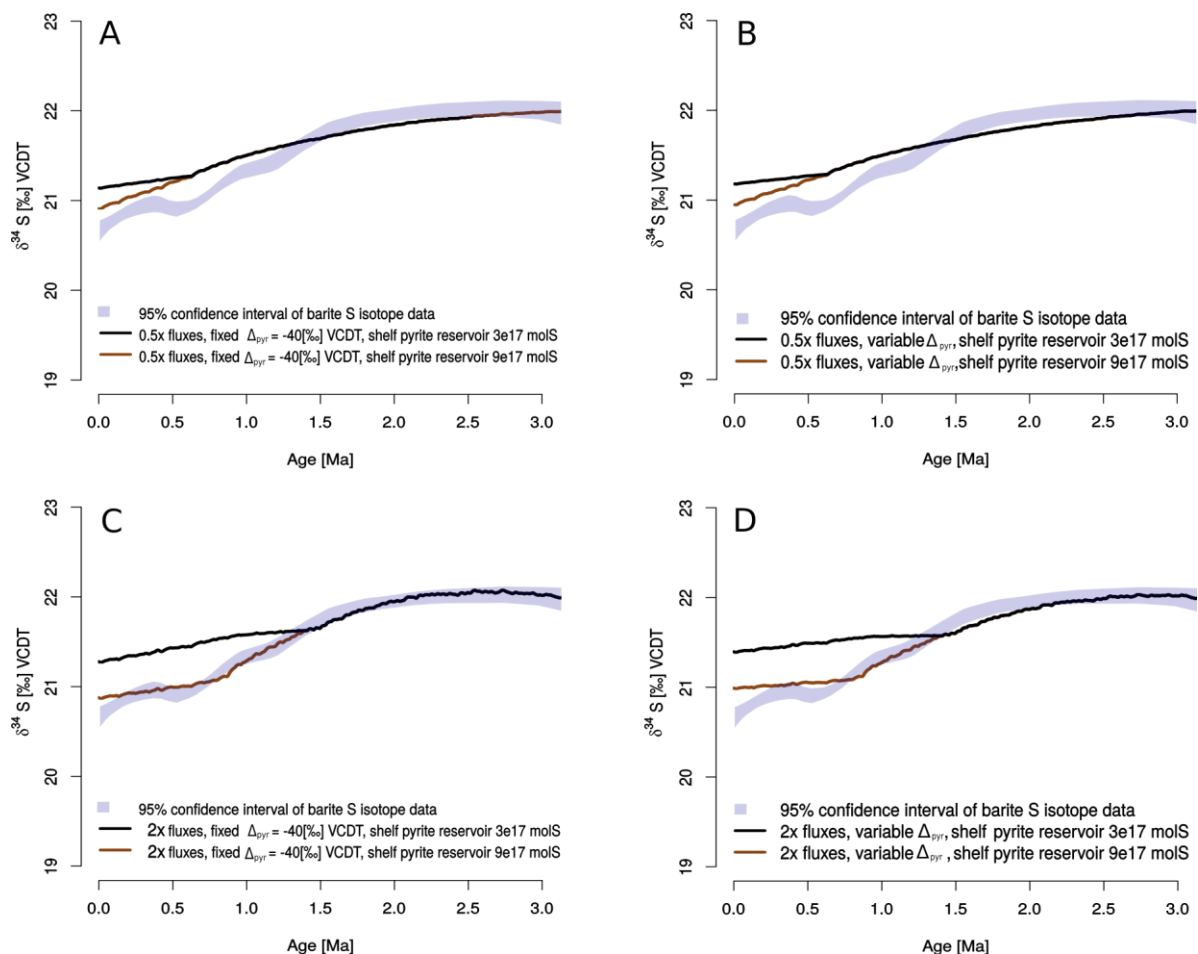 A
23
22
21
20
19
δ³⁴ S [‰] VCDT
95% confidence interval of barite S isotope data
0.5x fluxes, fixed Δpyr = -40[‰] VCDT, shelf pyrite reservoir 3e17 molS
0.5x fluxes, fixed Δpyr = -40[‰] VCDT, shelf pyrite reservoir 9e17 molS
0.0 0.5 1.0 1.5 2.0 2.5 3.0
Age [Ma]
B
23
22
21
20
19
δ³⁴ S [‰] VCDT
95% confidence interval of barite S isotope data
0.5x fluxes, variable Δpyr, shelf pyrite reservoir 3e17 molS
0.5x fluxes, variable Δpyr, shelf pyrite reservoir 9e17 molS
0.0 0.5 1.0 1.5 2.0 2.5 3.0
Age [Ma]
C
23
22
21
20
19
δ³⁴ S [‰] VCDT
95% confidence interval of barite S isotope data
2x fluxes, fixed Δpyr = -40[‰] VCDT, shelf pyrite reservoir 3e17 molS
2x fluxes, fixed Δpyr = -40[‰] VCDT, shelf pyrite reservoir 9e17 molS
0.0 0.5 1.0 1.5 2.0 2.5 3.0
Age [Ma]
D
23
22
21
20
19
δ³⁴ S [‰] VCDT
95% confidence interval of barite S isotope data
2x fluxes, variable Δpyr, shelf pyrite reservoir 3e17 molS
2x fluxes, variable Δpyr , shelf pyrite reservoir 9e17 molS
0.0 0.5 1.0 1.5 2.0 2.5 3.0
Age [Ma]